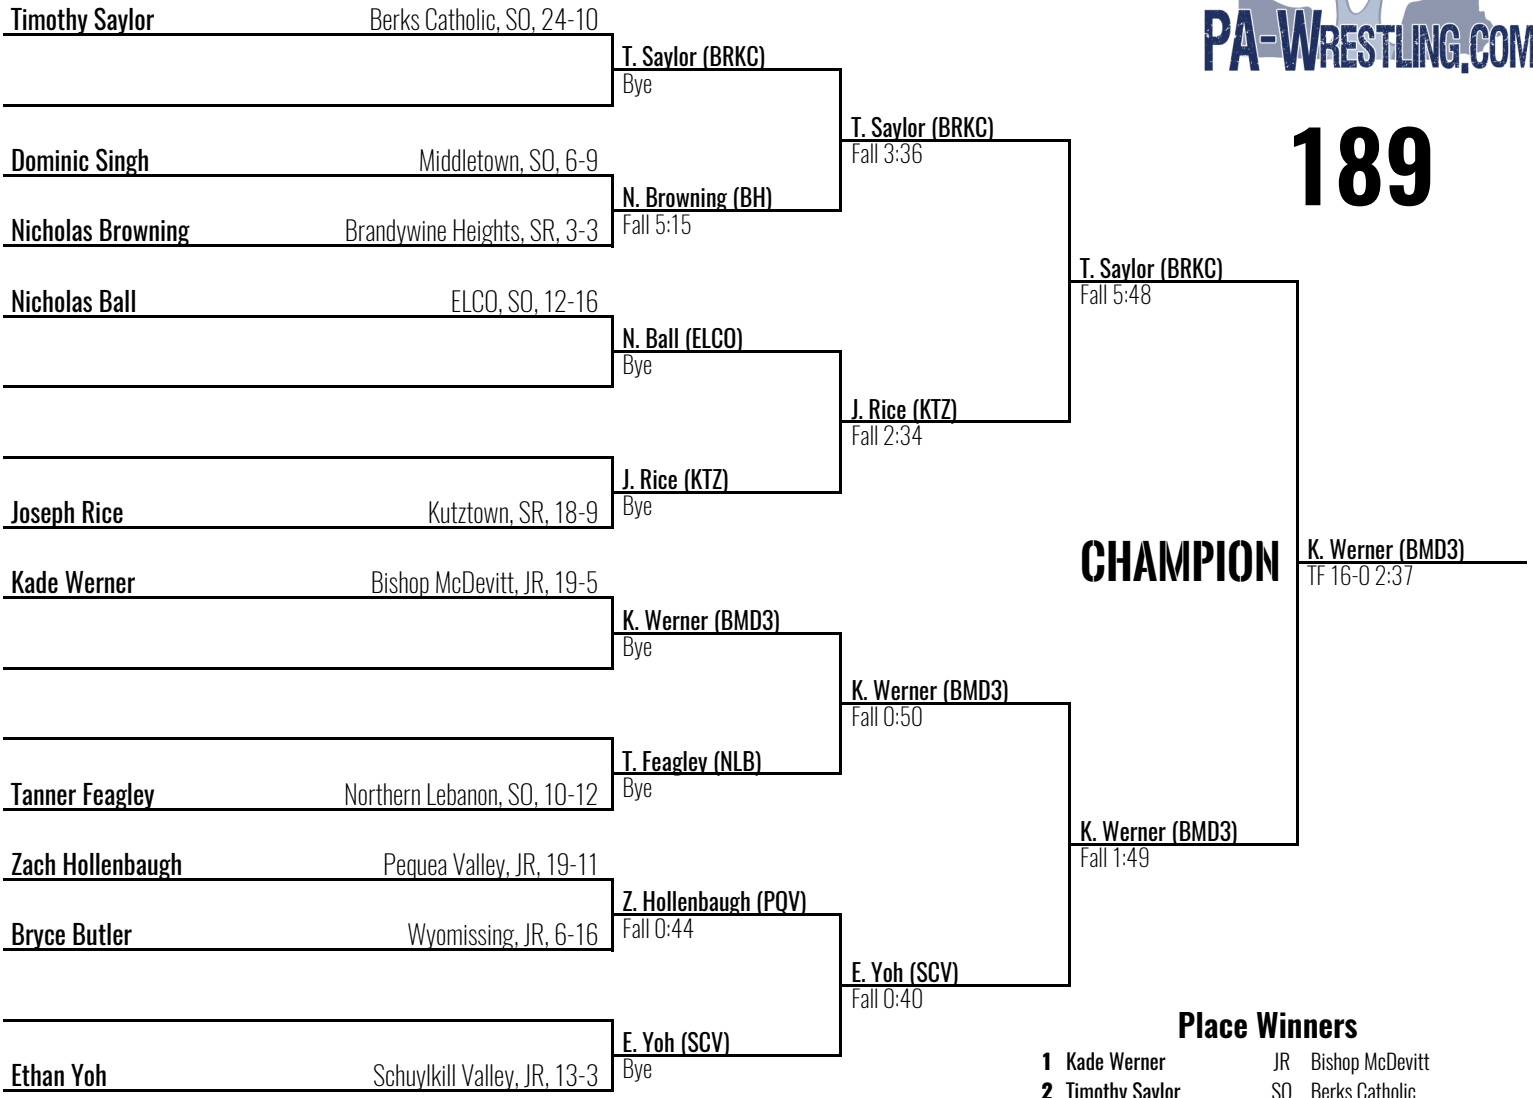 PA-WRESTLING.COM
189
Timothy Saylor Berks Catholic, SO, 24-10
T. Saylor (BRKC)
Bye
T. Saylor (BRKC)
Fall 3:36
Dominic Singh Middletown, SO, 6-9
N. Browning (BH)
Fall 5:15
Nicholas Browning Brandywine Heights, SR, 3-3
T. Saylor (BRKC)
Fall 5:48
Nicholas Ball ELCO, SO, 12-16
N. Ball (ELCO)
Bye
J. Rice (KTZ)
Fall 2:34
J. Rice (KTZ)
Bye
Joseph Rice Kutztown, SR, 18-9
CHAMPION
K. Werner (BMD3)
TF 16-0 2:37
Kade Werner Bishop McDevitt, JR, 19-5
K. Werner (BMD3)
Bye
K. Werner (BMD3)
Fall 0:50
T. Feagley (NLB)
Bye
Tanner Feagley Northern Lebanon, SO, 10-12
K. Werner (BMD3)
Fall 1:49
Zach Hollenbaugh Pequea Valley, JR, 19-11
Z. Hollenbaugh (PQV)
Fall 0:44
Bryce Butler Wyomissing, JR, 6-16
E. Yoh (SCV)
Fall 0:40
E. Yoh (SCV)
Bye
Ethan Yoh Schuylkill Valley, JR, 13-3
Place Winners
1 Kade Werner JR Bishop McDevitt
2 Timothy Saylor SO Berks Catholic